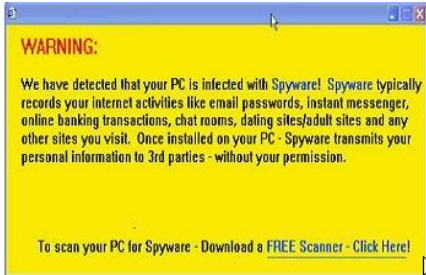 WARNING:
We have detected that your PC is infected with Spyware! Spyware typically
records your internet activities like email passwords, instant messenger,
online banking transactions, chat rooms, dating sites/adult sites and any
other sites you visit. Once installed on your PC - Spyware transmits your
personal information to 3rd parties - without your permission.
To scan your PC for Spyware - Download a FREE Scanner - Click Here!